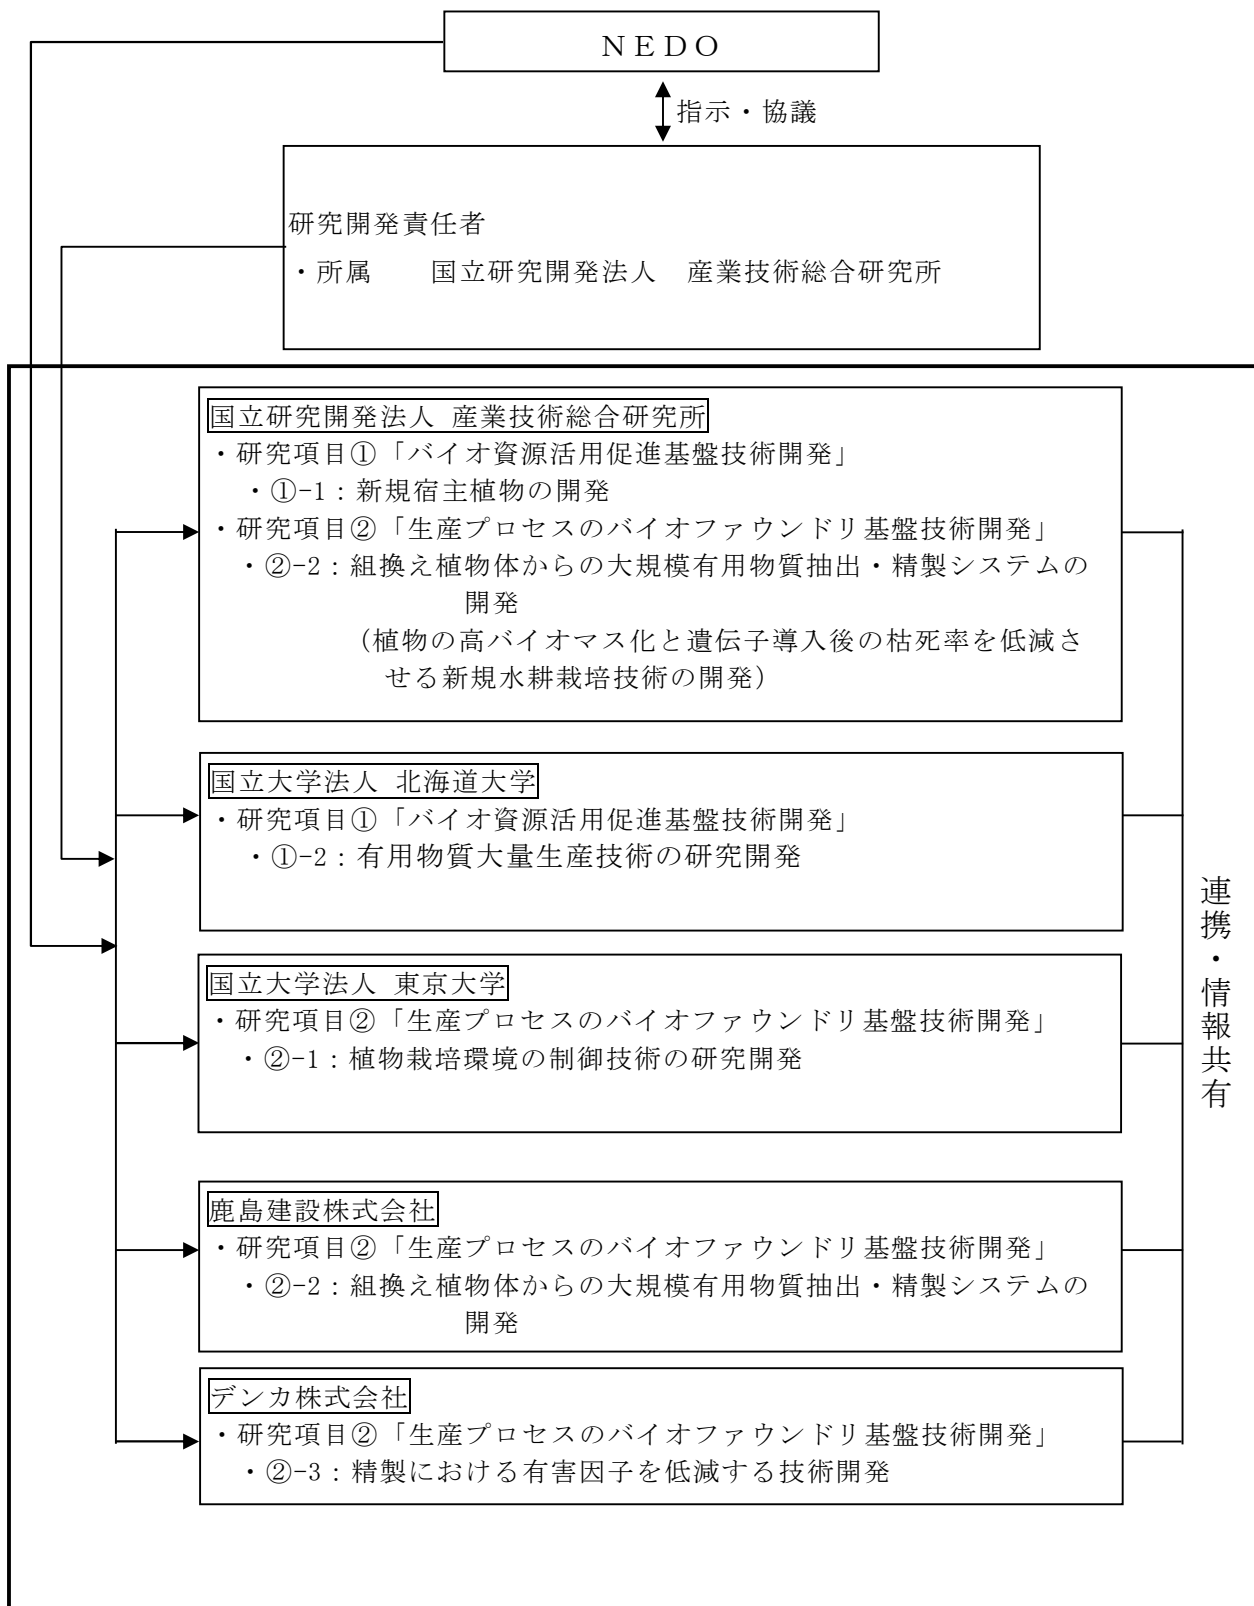 NEDO
指示・協議
研究開発責任者
・所属　　国立研究開発法人　産業技術総合研究所
国立研究開発法人 産業技術総合研究所
・研究項目①「バイオ資源活用促進基盤技術開発」
・①-1：新規宿主植物の開発
・研究項目②「生産プロセスのバイオファウンドリ基盤技術開発」
・②-2：組換え植物体からの大規模有用物質抽出・精製システムの
開発
(植物の高バイオマス化と遺伝子導入後の枯死率を低減さ
せる新規水耕栽培技術の開発)
国立大学法人 北海道大学
・研究項目①「バイオ資源活用促進基盤技術開発」
・①-2：有用物質大量生産技術の研究開発
国立大学法人 東京大学
・研究項目②「生産プロセスのバイオファウンドリ基盤技術開発」
・②-1：植物栽培環境の制御技術の研究開発
鹿島建設株式会社
・研究項目②「生産プロセスのバイオファウンドリ基盤技術開発」
・②-2：組換え植物体からの大規模有用物質抽出・精製システムの
開発
デンカ株式会社
・研究項目②「生産プロセスのバイオファウンドリ基盤技術開発」
・②-3：精製における有害因子を低減する技術開発
連携・情報共有